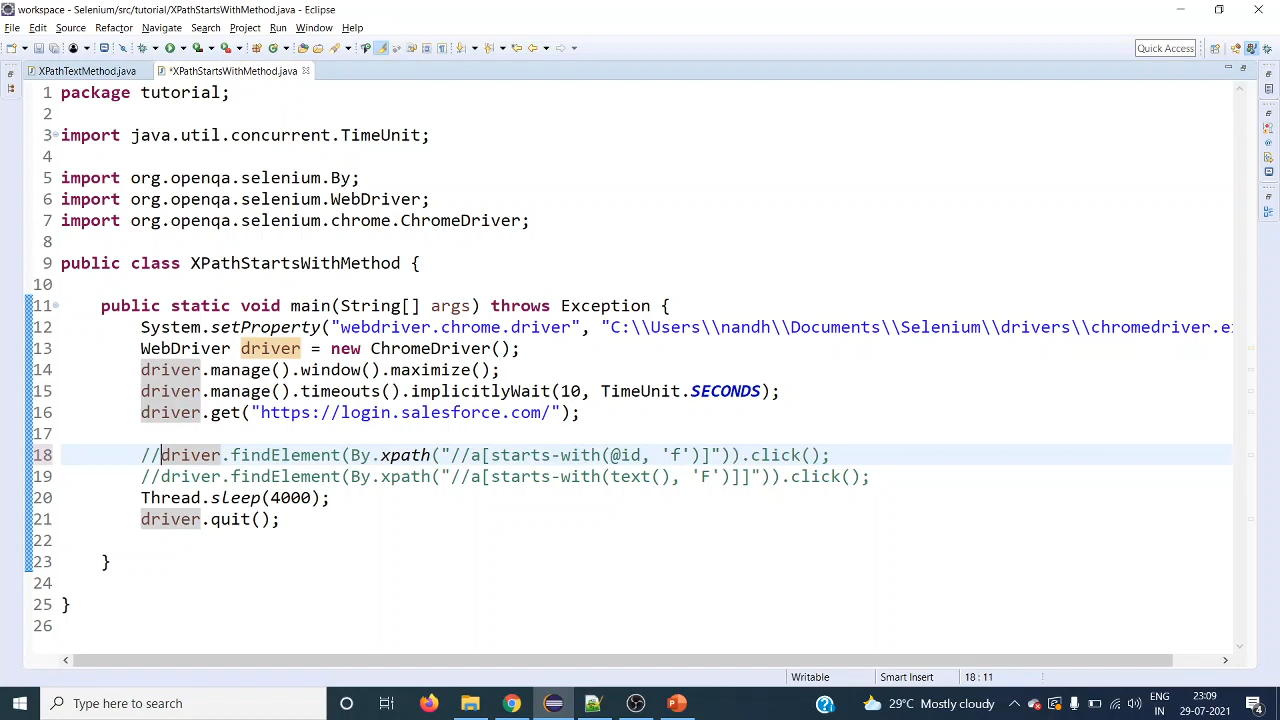 workspace - Selenium/src/tutorial/XPathStartsWithMethod.java - Eclipse
File Edit Source Refactor Navigate Search Project Run Window Help
Quick Access
XPathTextMethod.java *XPathStartsWithMethod.java
1 package tutorial;
2
3 import java.util.concurrent.TimeUnit;
4
5 import org.openqa.selenium.By;
6 import org.openqa.selenium.WebDriver;
7 import org.openqa.selenium.chrome.ChromeDriver;
8
9 public class XPathStartsWithMethod {
10
11 public static void main(String[] args) throws Exception {
12 System.setProperty("webdriver.chrome.driver", "C:\\Users\\nandh\\Documents\\Selenium\\drivers\\chromedriver.ex
13 WebDriver driver = new ChromeDriver();
14 driver.manage().window().maximize();
15 driver.manage().timeouts().implicitlyWait(10, TimeUnit.SECONDS);
16 driver.get("https://login.salesforce.com/");
17
18 //driver.findElement(By.xpath("//a[starts-with(@id, 'f')]")).click();
19 //driver.findElement(By.xpath("//a[starts-with(text(), 'F')]]")).click();
20 Thread.sleep(4000);
21 driver.quit();
22
23 }
24
25 }
26
Writable Smart Insert 18 : 11
Type here to search 29°C Mostly cloudy ENG IN 23:09 29-07-2021 4